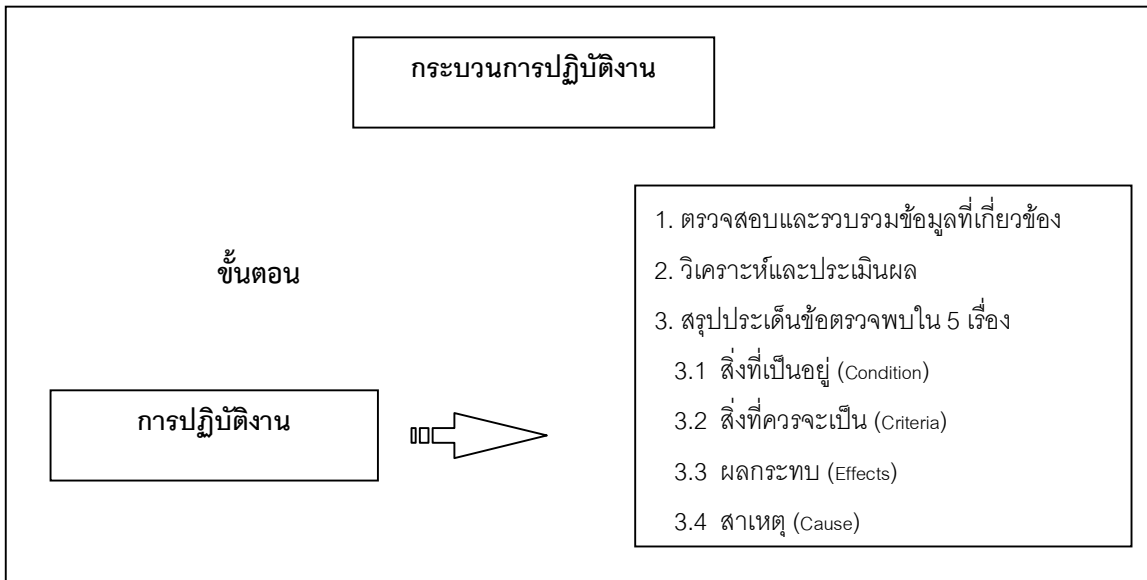 กระบวนการปฏิบัติงาน
ขั้นตอน
การปฏิบัติงาน
1. ตรวจสอบและรวบรวมข้อมูลที่เกี่ยวข้อง
2. วิเคราะห์และประเมินผล
3. สรุปประเด็นข้อตรวจพบใน 5 เรื่อง
3.1 สิ่งที่เป็นอยู่ (Condition)
3.2 สิ่งที่ควรจะเป็น (Criteria)
3.3 ผลกระทบ (Effects)
3.4 สาเหตุ (Cause)